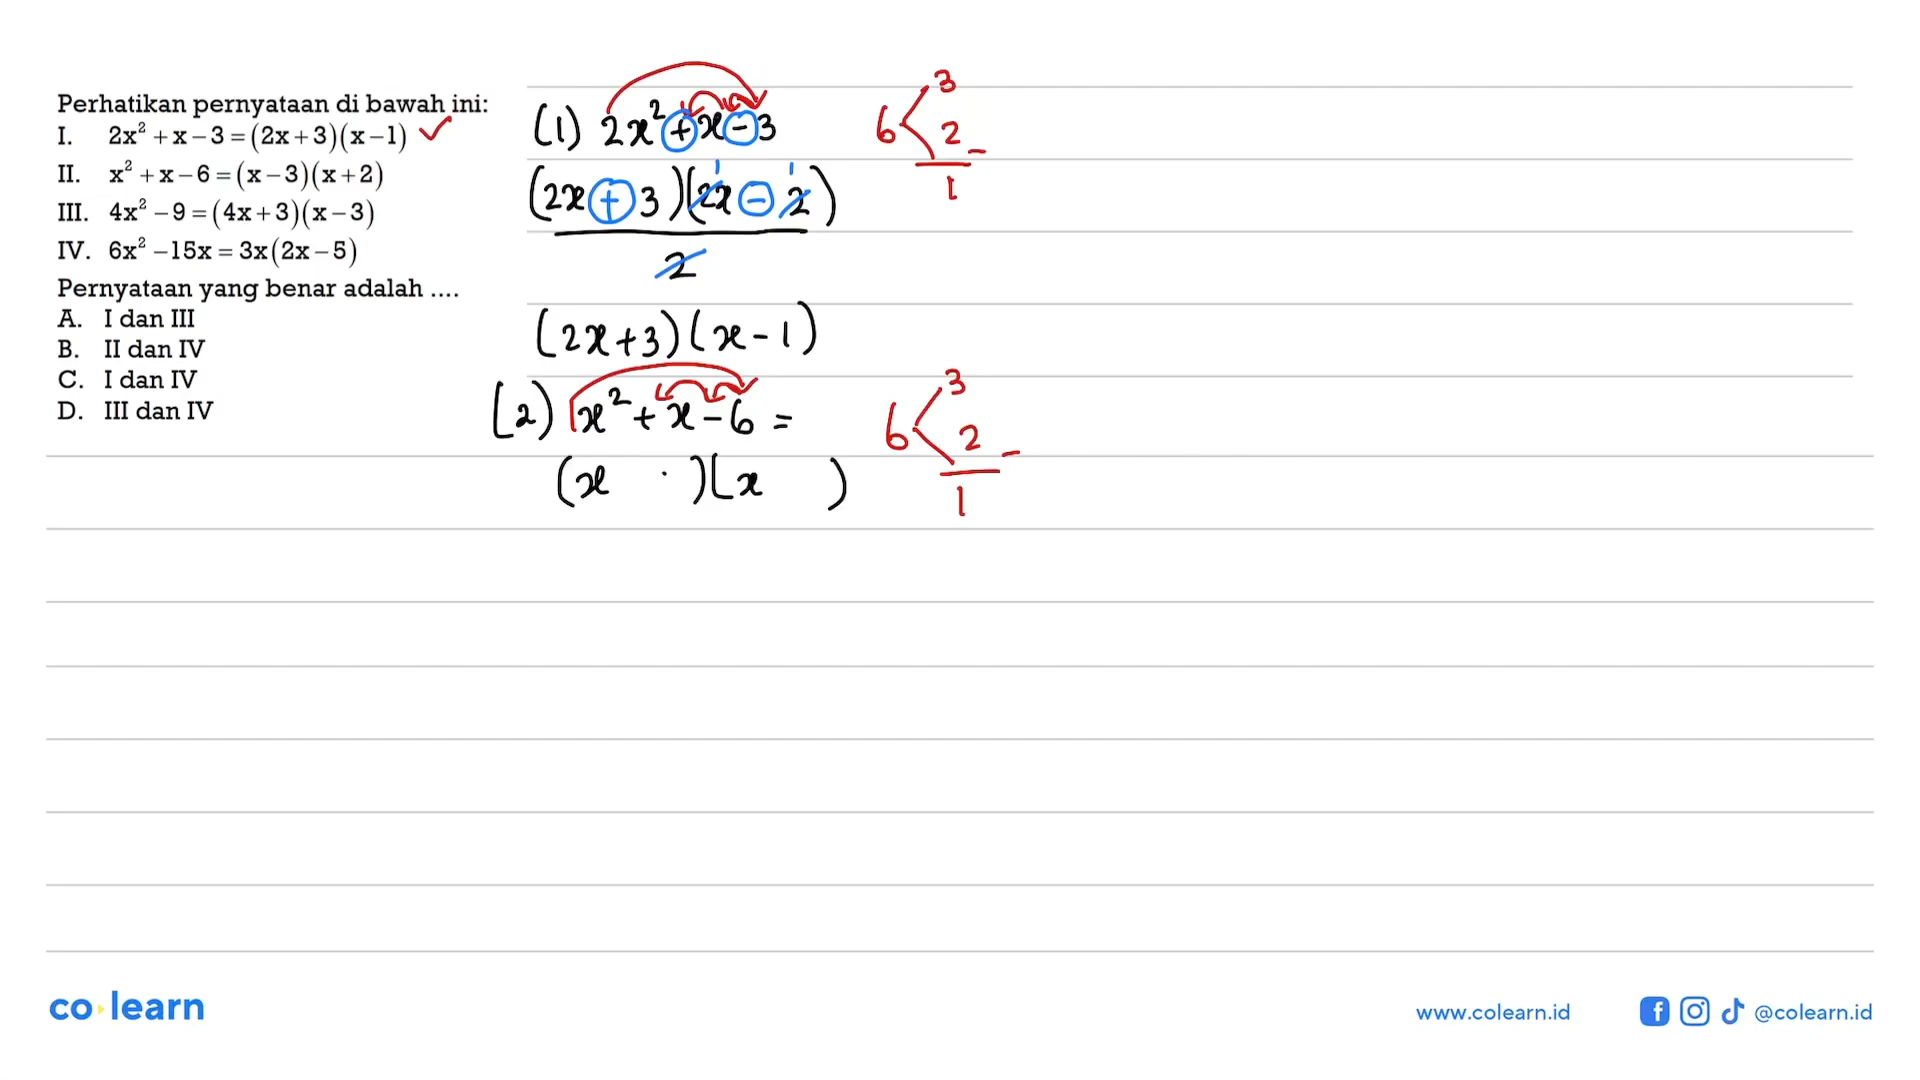 Perhatikan pernyataan di bawah ini:
I. 2x² + x − 3 = (2x + 3)(x − 1) ✓
II. x² + x − 6 = (x − 3)(x + 2)
III. 4x² − 9 = (4x + 3)(x − 3)
IV. 6x² − 15x = 3x(2x − 5)
Pernyataan yang benar adalah ....
A. I dan III
B. II dan IV
C. I dan IV
D. III dan IV
(1) 2x² + x − 3
(2x + 3)(2x − 2)
1 1
2
(2x + 3)(x − 1)
6 3
2 −
1
(2) x² + x − 6 =
(x · )(x )
6 3
2 −
1
co learn
www.colearn.id
@colearn.id